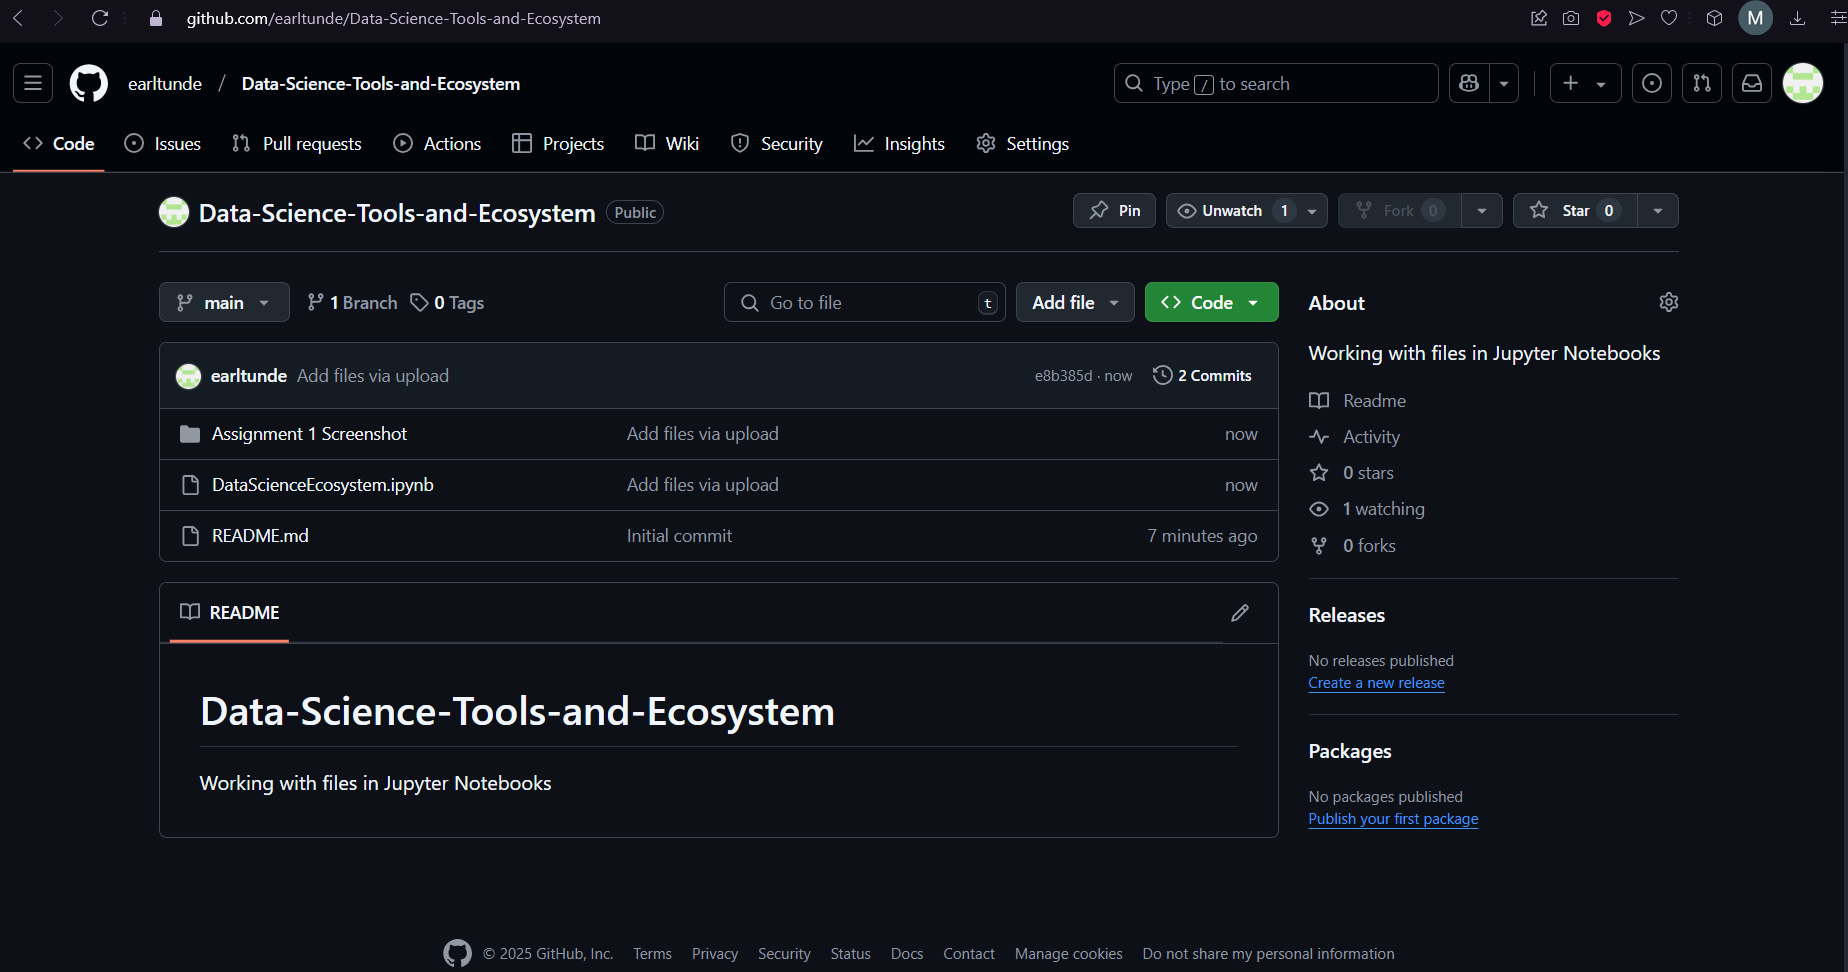 github.com/earltunde/Data-Science-Tools-and-Ecosystem
M
earltunde / Data-Science-Tools-and-Ecosystem
Type / to search
Code Issues Pull requests Actions Projects Wiki Security Insights Settings
Data-Science-Tools-and-Ecosystem Public
Pin Unwatch 1 Fork 0 Star 0
main 1 Branch 0 Tags Go to file t Add file Code
earltunde Add files via upload e8b385d · now 2 Commits
Assignment 1 Screenshot Add files via upload now
DataScienceEcosystem.ipynb Add files via upload now
README.md Initial commit 7 minutes ago
README
Data-Science-Tools-and-Ecosystem
Working with files in Jupyter Notebooks
About
Working with files in Jupyter Notebooks
Readme
Activity
0 stars
1 watching
0 forks
Releases
No releases published
Create a new release
Packages
No packages published
Publish your first package
© 2025 GitHub, Inc. Terms Privacy Security Status Docs Contact Manage cookies Do not share my personal information